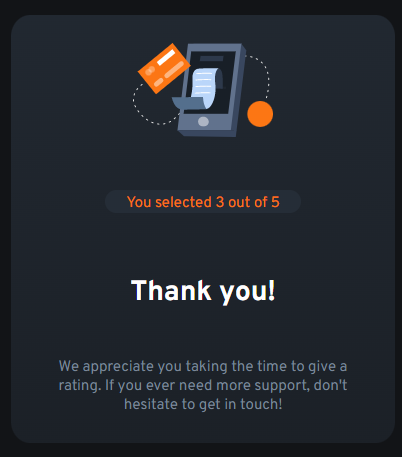 You selected 3 out of 5
Thank you!
We appreciate you taking the time to give a
rating. If you ever need more support, don't
hesitate to get in touch!